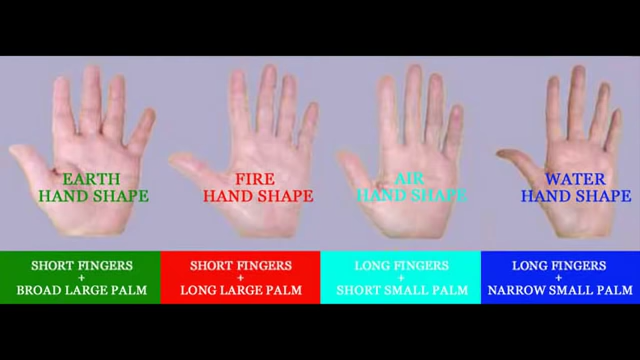 EARTH
HAND SHAPE
FIRE
HAND SHAPE
AIR
HAND SHAPE
WATER
HAND SHAPE
SHORT FINGERS
+
BROAD LARGE PALM
SHORT FINGERS
+
LONG LARGE PALM
LONG FINGERS
+
SHORT SMALL PALM
LONG FINGERS
+
NARROW SMALL PALM